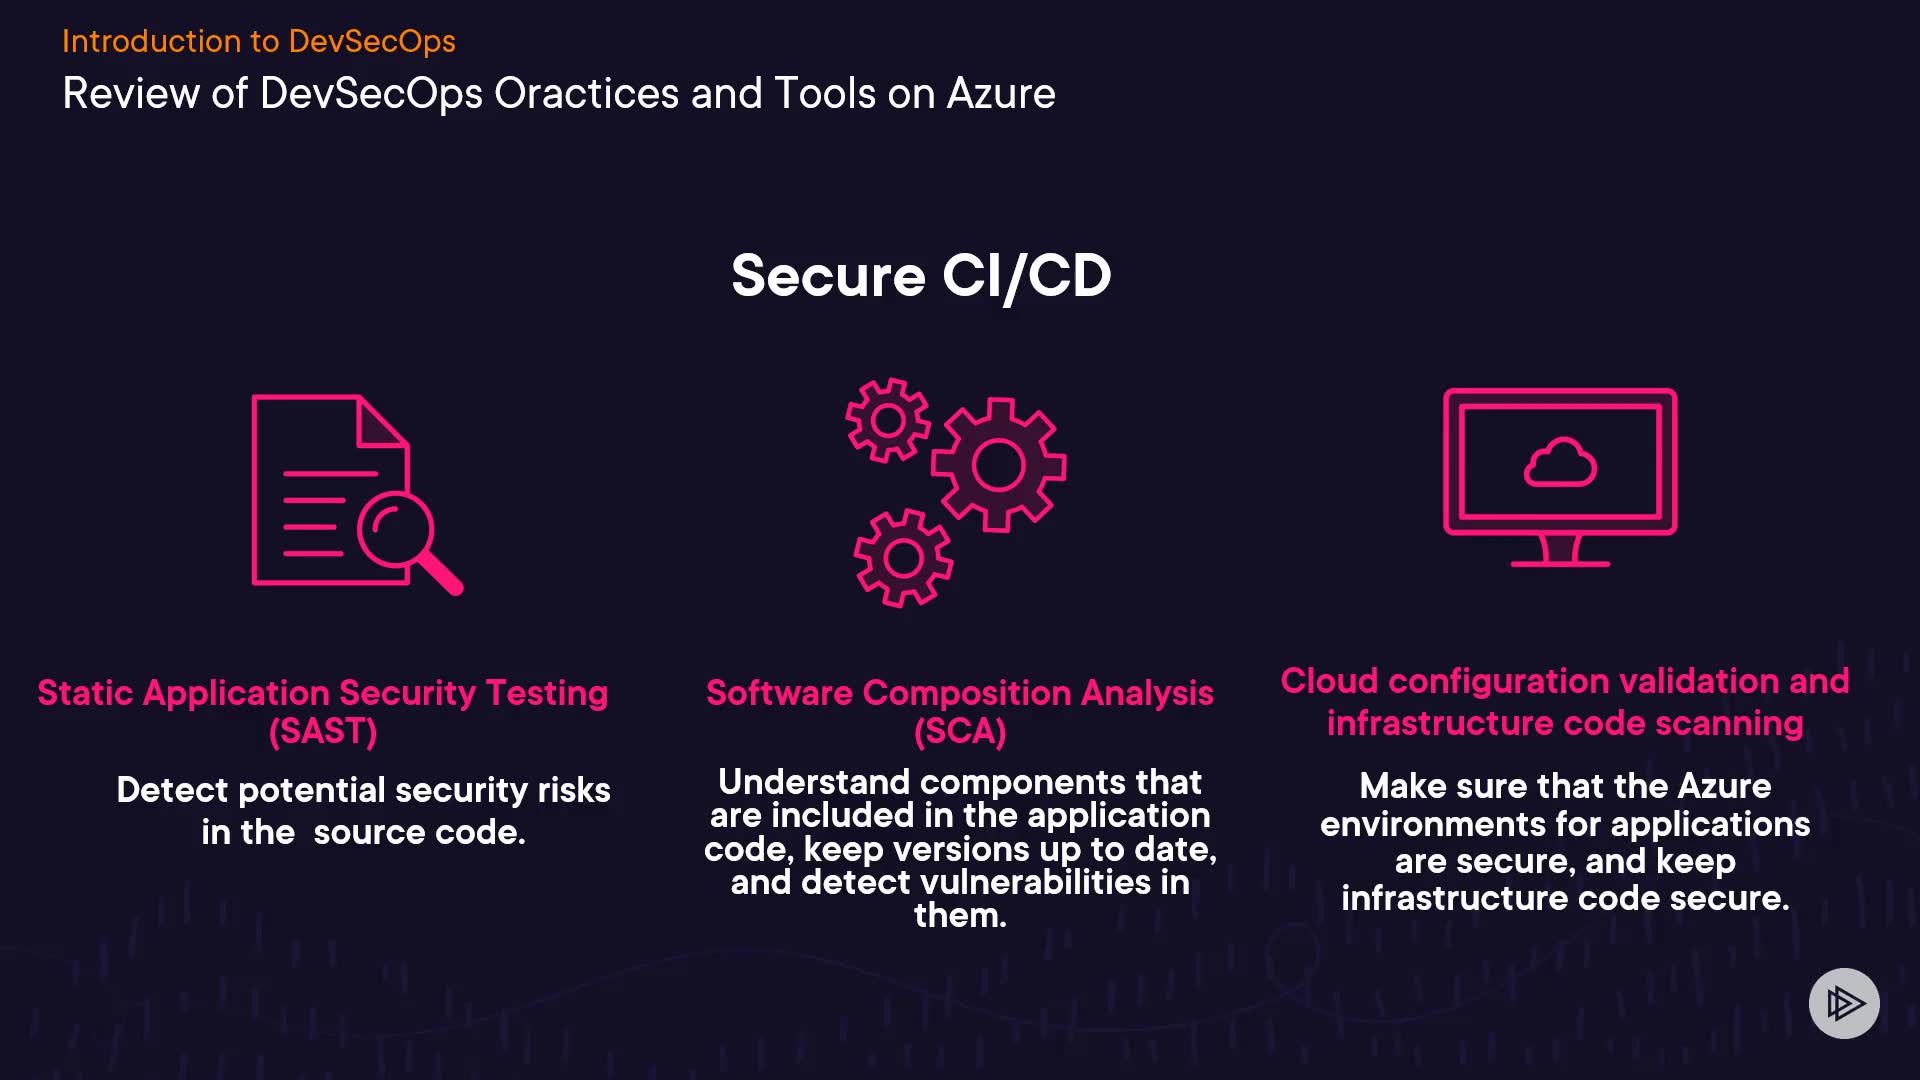 Introduction to DevSecOps
Review of DevSecOps Oractices and Tools on Azure
Secure CI/CD
Static Application Security Testing
(SAST)
Detect potential security risks
in the  source code.
Software Composition Analysis
(SCA)
Understand components that
are included in the application
code, keep versions up to date,
and detect vulnerabilities in
them.
Cloud configuration validation and
infrastructure code scanning
Make sure that the Azure
environments for applications
are secure, and keep
infrastructure code secure.